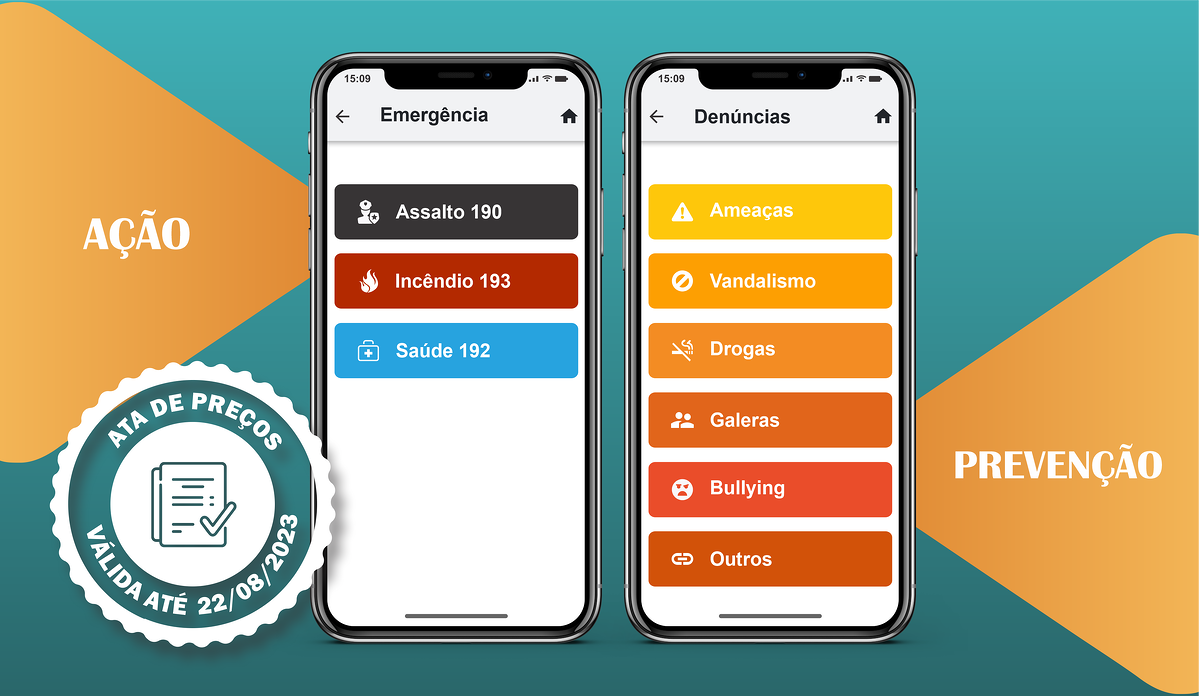 AÇÃO
15:09
Emergência
Assalto 190
Incêndio 193
Saúde 192
15:09
Denúncias
Ameaças
Vandalismo
Drogas
Galeras
Bullying
Outros
PREVENÇÃO
ATA DE PREÇOS
VÁLIDA ATÉ 22/08/2023